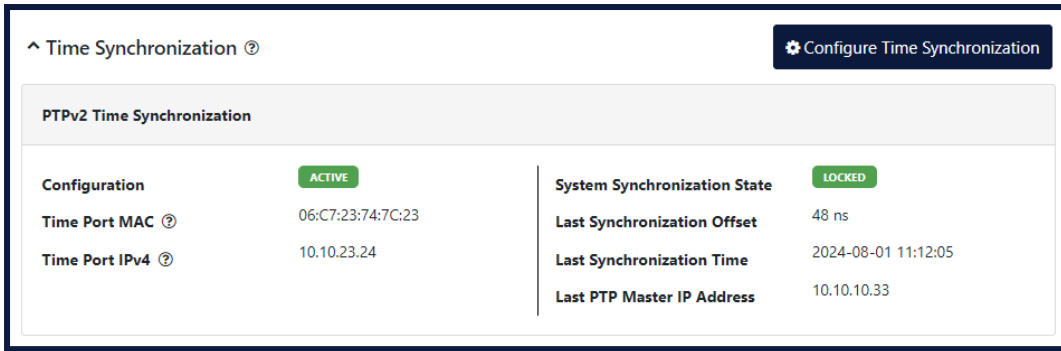 Time Synchronization
Configure Time Synchronization
PTPv2 Time Synchronization
Configuration ACTIVE
Time Port MAC 06:C7:23:74:7C:23
Time Port IPv4 10.10.23.24
System Synchronization State LOCKED
Last Synchronization Offset 48 ns
Last Synchronization Time 2024-08-01 11:12:05
Last PTP Master IP Address 10.10.10.33